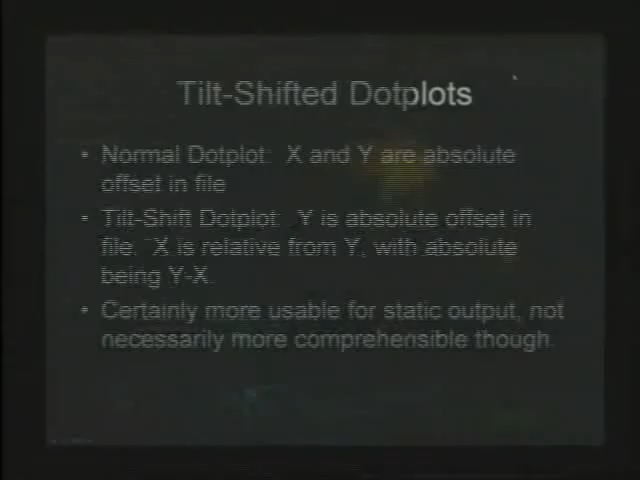 Tilt-Shifted Dotplots
• Normal Dotplot: X and Y are absolute
offset in file
• Tilt-Shift Dotplot: Y is absolute offset in
file. X is relative from Y, with absolute
being Y-X.
• Certainly more usable for static output, not
necessarily more comprehensible though